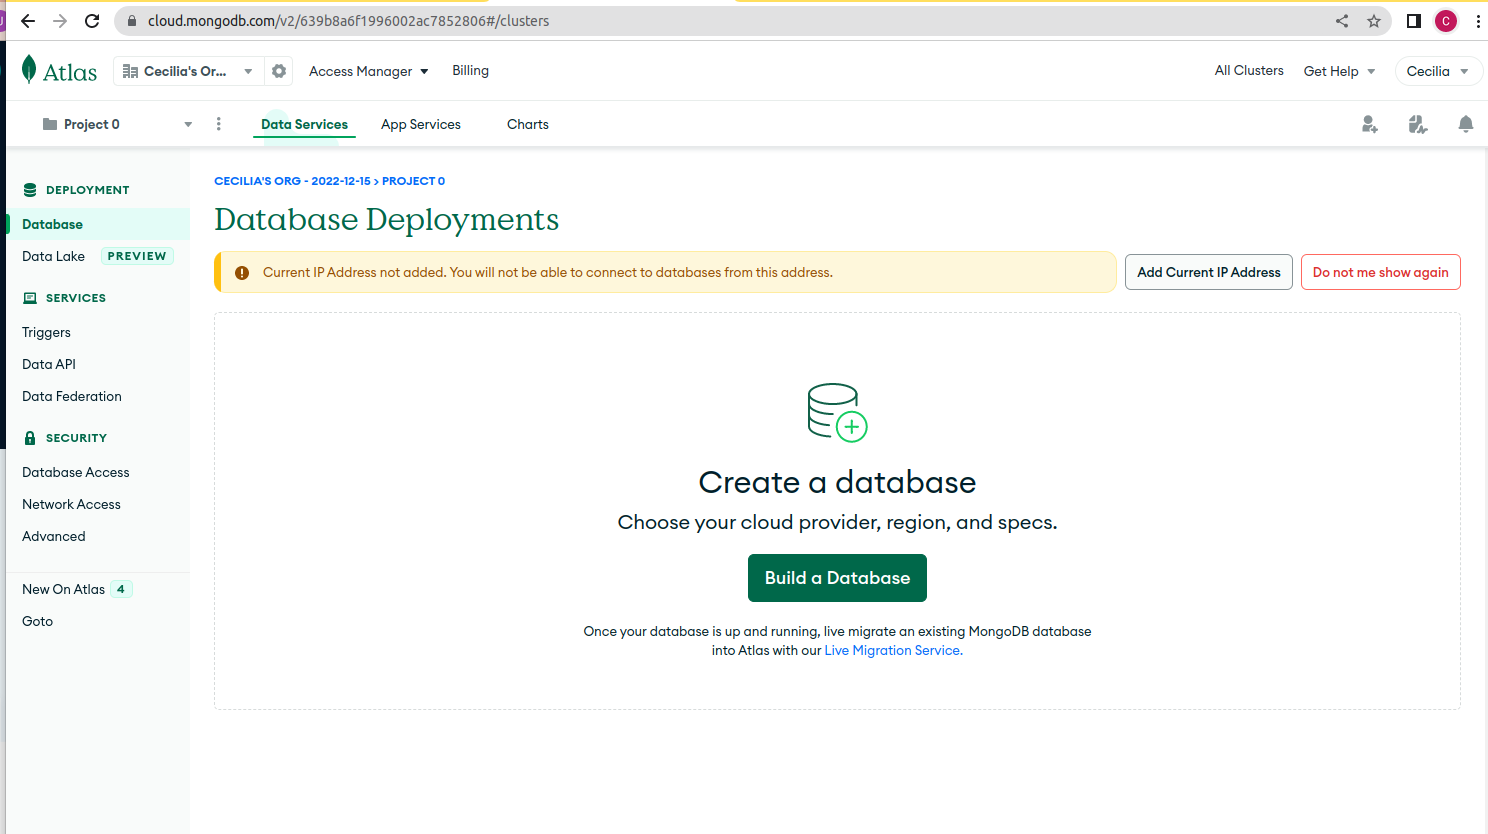 cloud.mongodb.com/v2/639b8a6f1996002ac7852806#/clusters
C
Atlas
Cecilia's Or...
Access Manager
Billing
All Clusters
Get Help
Cecilia
Project 0
Data Services
App Services
Charts
DEPLOYMENT
Database
Data Lake PREVIEW
SERVICES
Triggers
Data API
Data Federation
SECURITY
Database Access
Network Access
Advanced
New On Atlas 4
Goto
CECILIA'S ORG - 2022-12-15 > PROJECT 0
Database Deployments
Current IP Address not added. You will not be able to connect to databases from this address.
Add Current IP Address
Do not me show again
Create a database
Choose your cloud provider, region, and specs.
Build a Database
Once your database is up and running, live migrate an existing MongoDB database
into Atlas with our Live Migration Service.